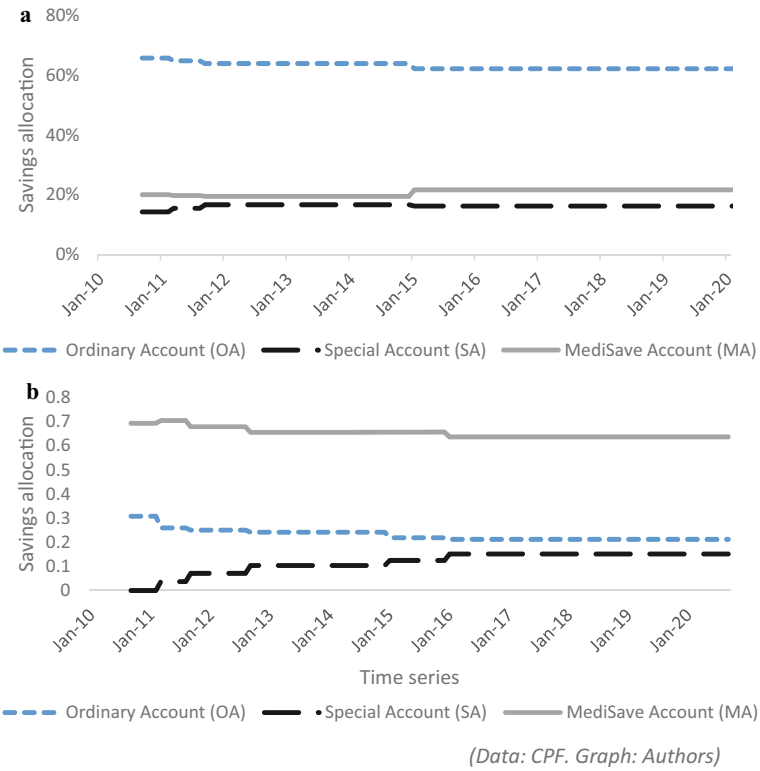 a
80%
60%
40%
20%
0%
Savings allocation
Jan-10 Jan-11 Jan-12 Jan-13 Jan-14 Jan-15 Jan-16 Jan-17 Jan-18 Jan-19 Jan-20
Ordinary Account (OA) Special Account (SA) MediSave Account (MA)
b
0.8
0.7
0.6
0.5
0.4
0.3
0.2
0.1
0
Savings allocation
Jan-10 Jan-11 Jan-12 Jan-13 Jan-14 Jan-15 Jan-16 Jan-17 Jan-18 Jan-19 Jan-20
Time series
Ordinary Account (OA) Special Account (SA) MediSave Account (MA)
(Data: CPF. Graph: Authors)